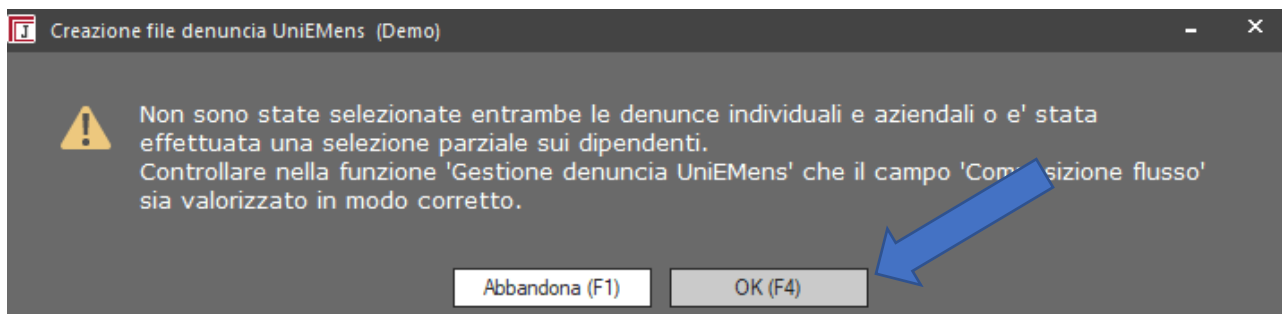 J Creazione file denuncia UniEMens (Demo)
Non sono state selezionate entrambe le denunce individuali e aziendali o e' stata
effettuata una selezione parziale sui dipendenti.
Controllare nella funzione 'Gestione denuncia UniEMens' che il campo 'Composizione flusso'
sia valorizzato in modo corretto.
Abbandona (F1)
OK (F4)